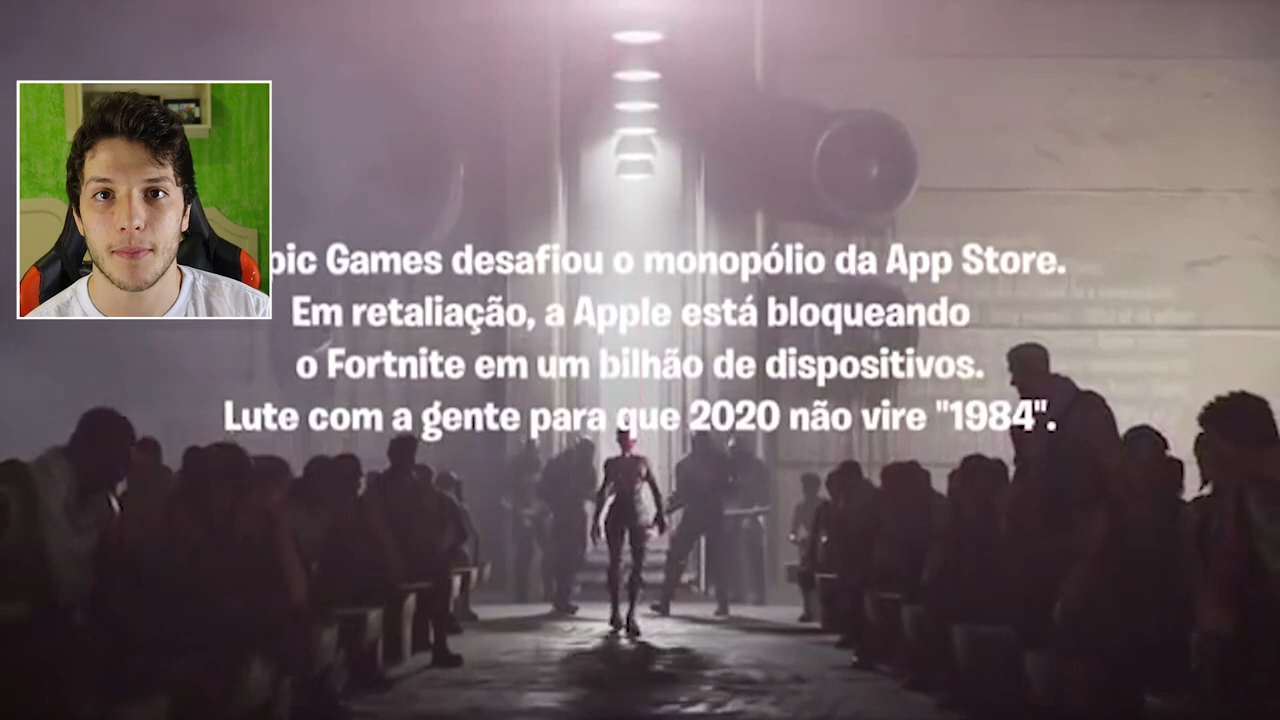 Games desafiou o monopólio da App Store.
Em retaliação, a Apple está bloqueando
o Fortnite em um bilhão de dispositivos.
Lute com a gente para que 2020 não vire "1984".